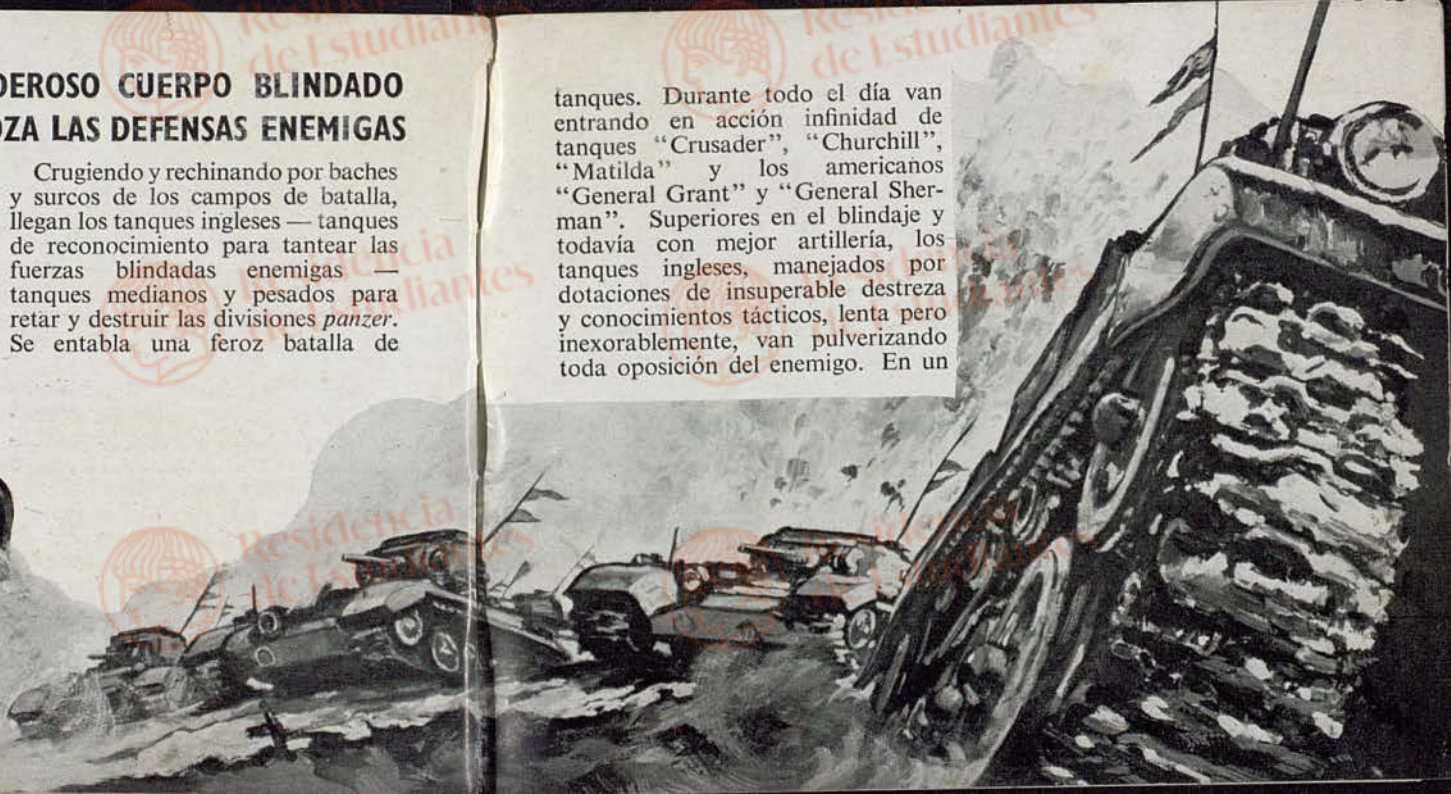 DEROSO CUERPO BLINDADO
OZA LAS DEFENSAS ENEMIGAS
Crugiendo y rechinando por baches
y surcos de los campos de batalla,
llegan los tanques ingleses — tanques
de reconocimiento para tantear las
fuerzas blindadas enemigas —
tanques medianos y pesados para
retar y destruir las divisiones panzer.
Se entabla una feroz batalla de
tanques. Durante todo el día van
entrando en acción infinidad de
tanques “Crusader”, “Churchill”,
“Matilda” y los americanos
“General Grant” y “General Sher-
man”. Superiores en el blindaje y
todavía con mejor artillería, los
tanques ingleses, manejados por
dotaciones de insuperable destreza
y conocimientos tácticos, lenta pero
inexorablemente, van pulverizando
toda oposición del enemigo. En un
Residencia
de Estudiantes